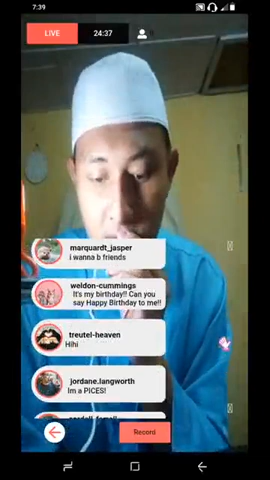 7:39
LIVE
24:37
marquardt_jasper
i wanna b friends
weldon-cummings
It's my birthday!! Can you
say Happy Birthday to me!!
treutel-heaven
Hihi
jordane.langworth
Im a PICES!
Record